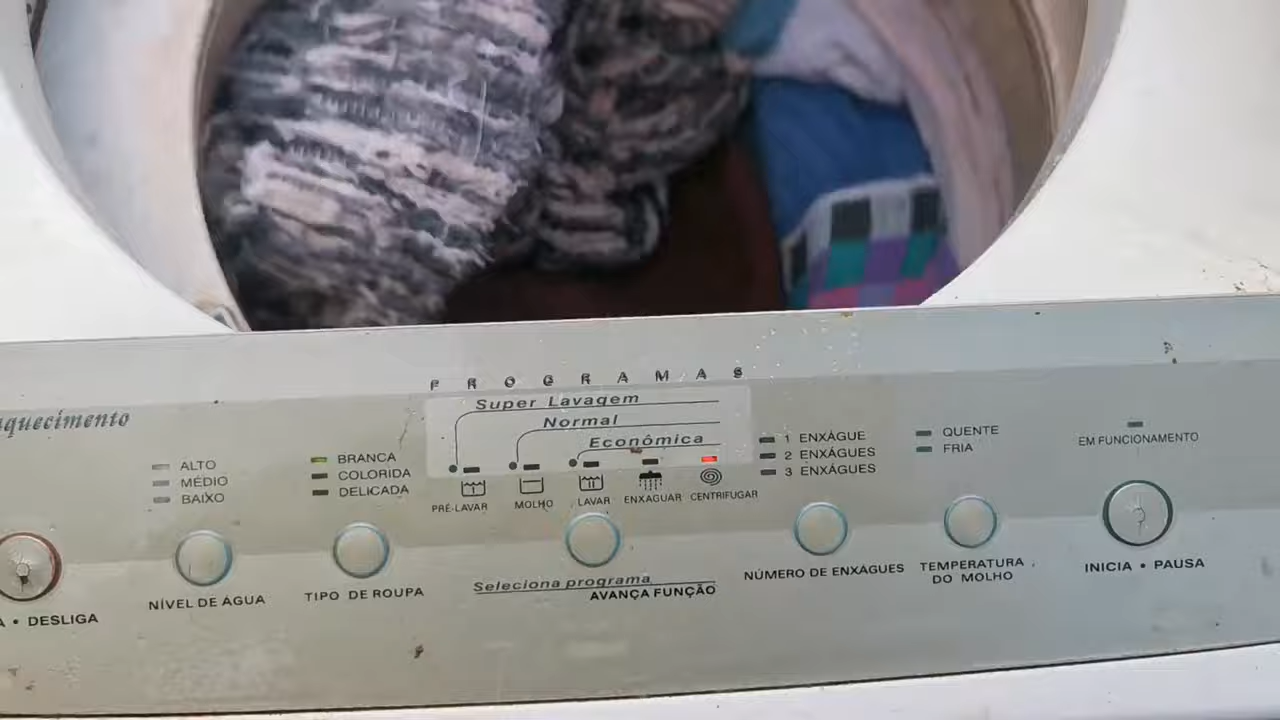 P R O G R A M A S
Super Lavagem
Normal
Econômica
aquecimento
ALTO
MÉDIO
BAIXO
BRANCA
COLORIDA
DELICADA
PRÉ-LAVAR
MOLHO
LAVAR
ENXAGUAR
CENTRIFUGAR
1 ENXÁGUE
2 ENXÁGUES
3 ENXÁGUES
QUENTE
FRIA
EM FUNCIONAMENTO
A • DESLIGA
NÍVEL DE ÁGUA
TIPO DE ROUPA
Seleciona programa
AVANÇA FUNÇÃO
NÚMERO DE ENXÁGUES
TEMPERATURA
DO MOLHO
INICIA • PAUSA